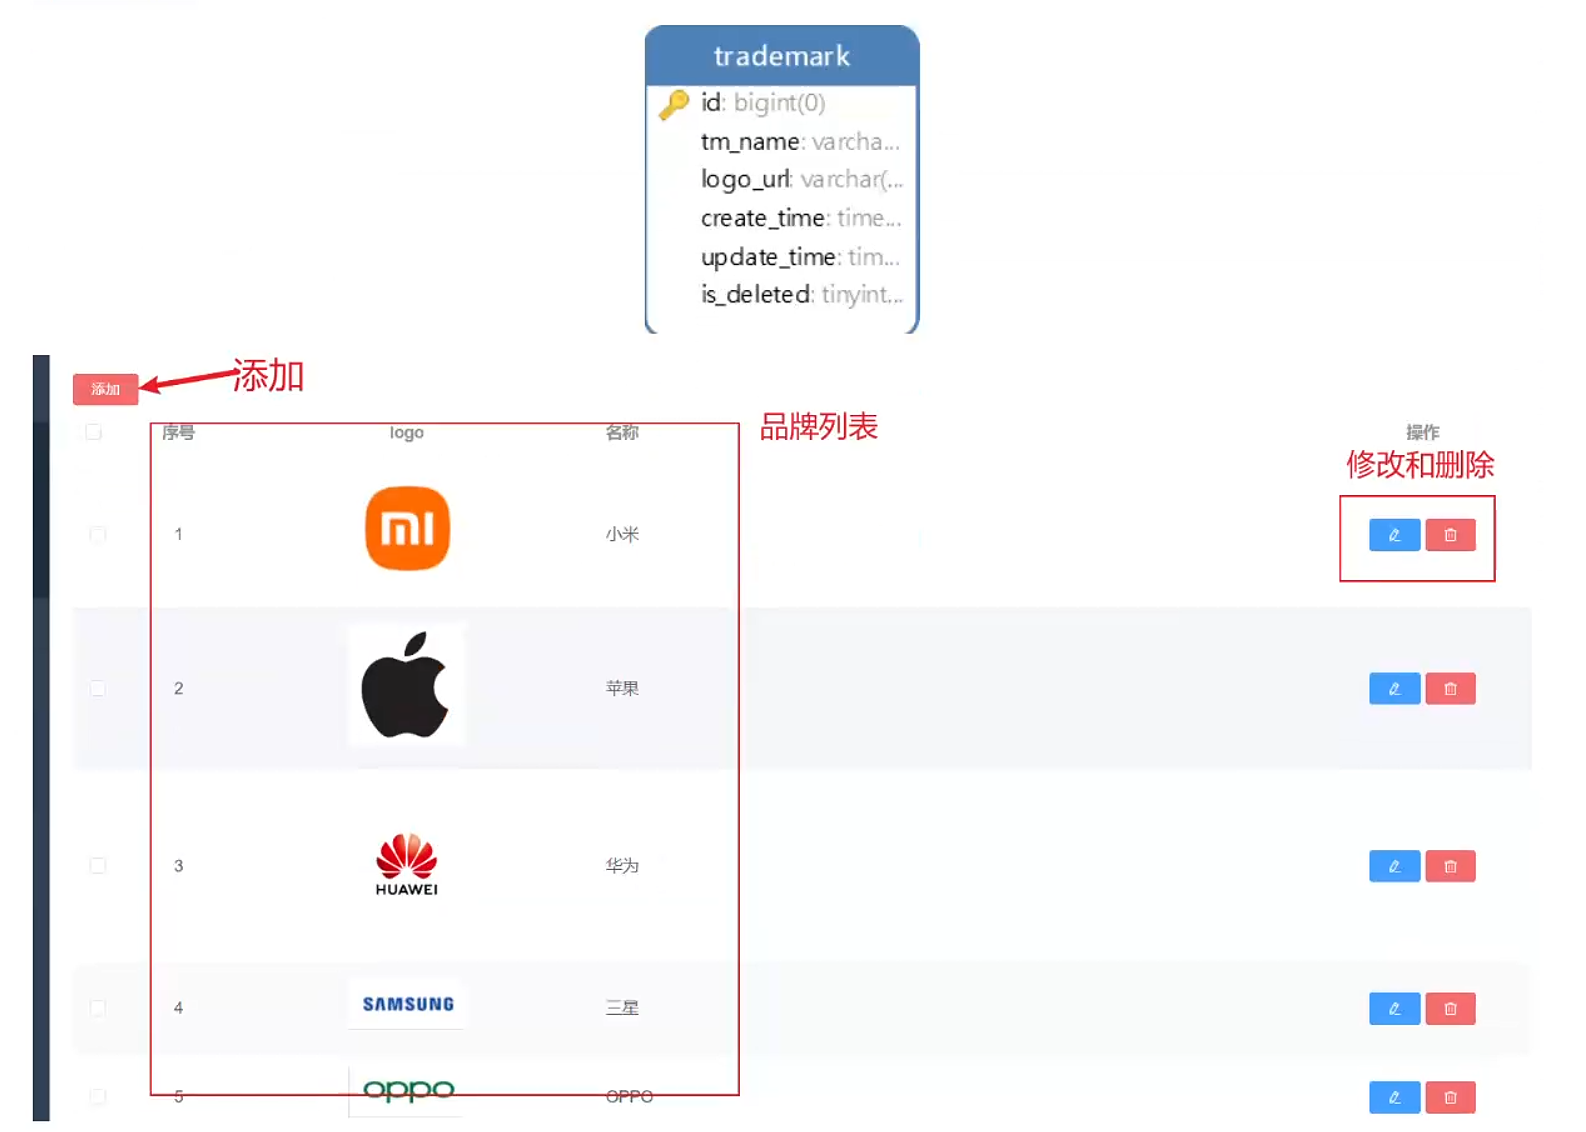 trademark
id: bigint(0)
tm_name: varcha...
logo_url: varchar(...
create_time: time...
update_time: tim...
is_deleted: tinyint...
添加 添加
品牌列表
序号 logo 名称 操作
修改和删除
1 mi 小米
2 苹果
3 HUAWEI 华为
4 SAMSUNG 三星
5 oppo OPPO